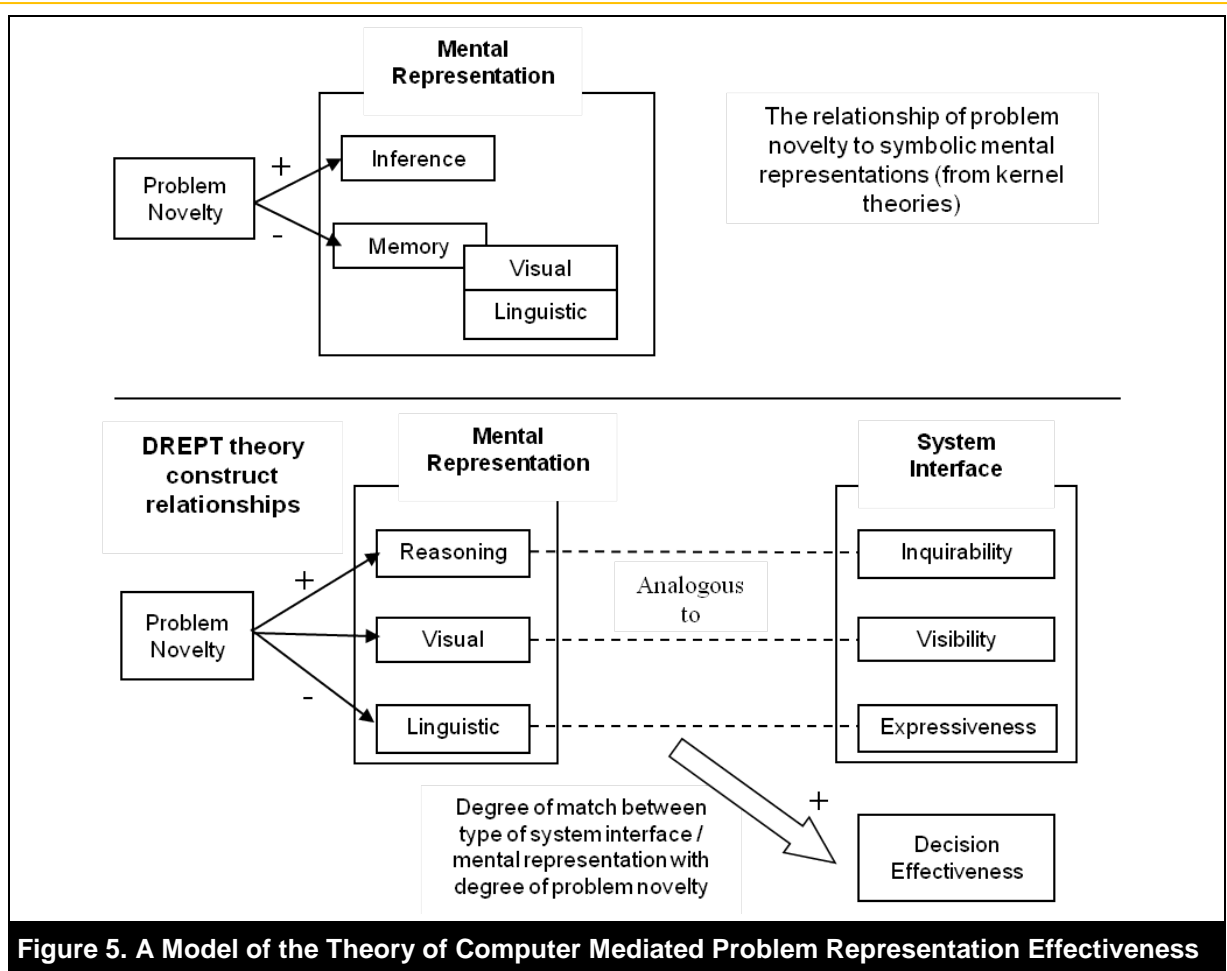 Mental
Representation
The relationship of problem
novelty to symbolic mental
representations (from kernel
theories)
Problem
Novelty
+
-
Inference
Memory
Visual
Linguistic
DREPT theory
construct
relationships
Mental
Representation
System
Interface
Problem
Novelty
+
-
Reasoning
Visual
Linguistic
Analogous
to
Inquirability
Visibility
Expressiveness
Degree of match between
type of system interface /
mental representation with
degree of problem novelty
+
Decision
Effectiveness
Figure 5. A Model of the Theory of Computer Mediated Problem Representation Effectiveness